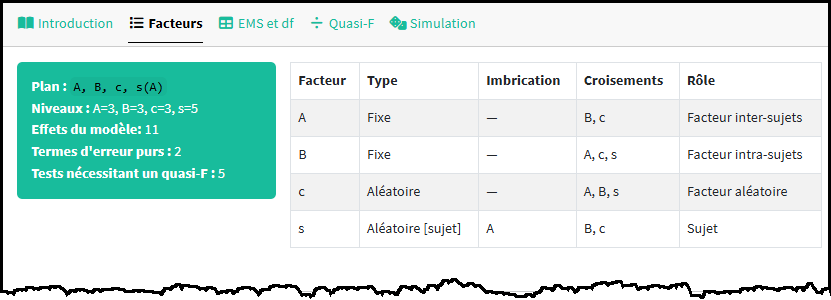 Introduction Facteurs EMS et df Quasi-F Simulation
Plan : A, B, c, s(A)
Niveaux : A=3, B=3, c=3, s=5
Effets du modèle: 11
Termes d'erreur purs : 2
Tests nécessitant un quasi-F : 5
Facteur Type Imbrication Croisements Rôle
A Fixe — B, c Facteur inter-sujets
B Fixe — A, c, s Facteur intra-sujets
c Aléatoire — A, B, s Facteur aléatoire
s Aléatoire [sujet] A B, c Sujet